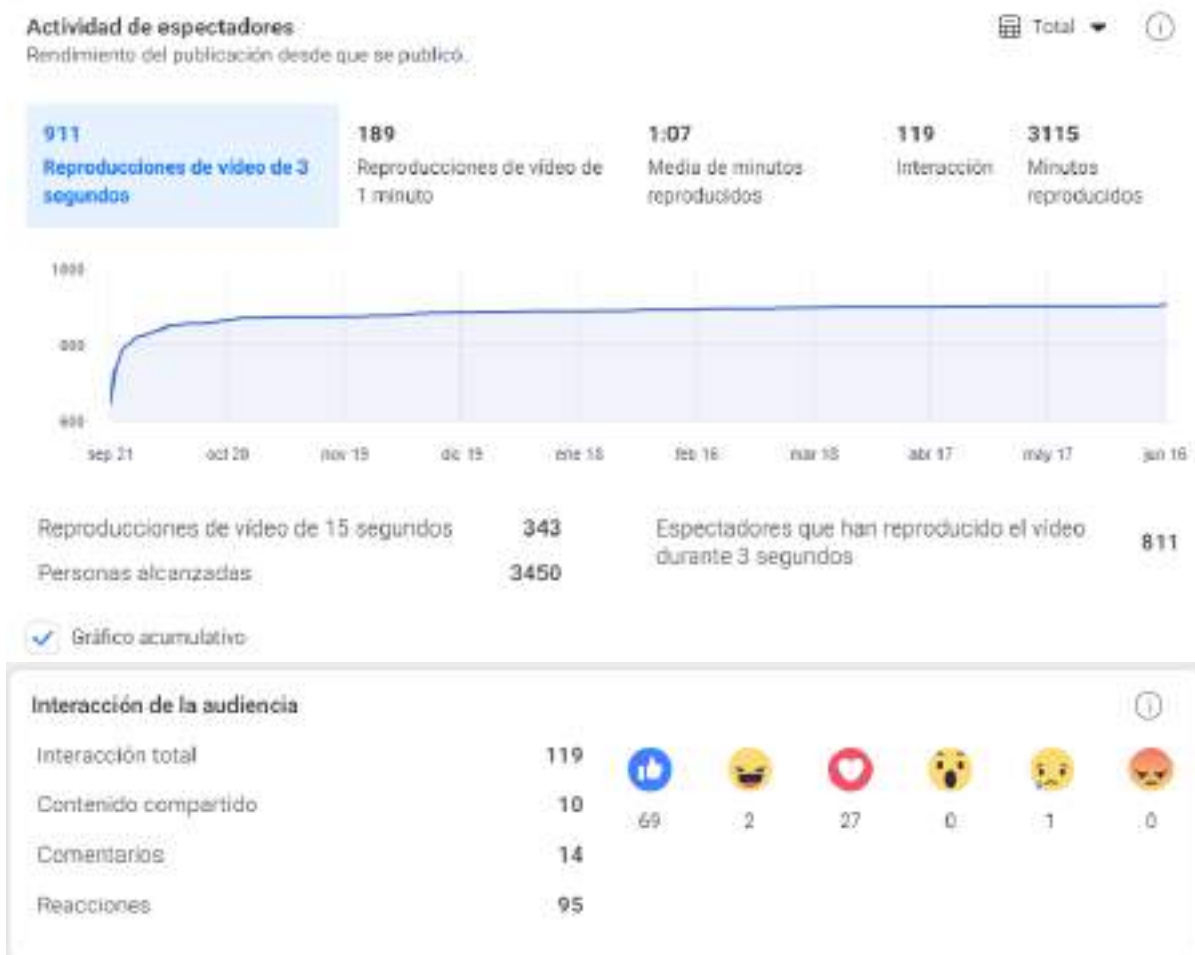 Actividad de espectadores
Total
Rendimiento del publicación desde que se publicó.
911
Reproducciones de vídeo de 3
segundos
189
Reproducciones de vídeo de
1 minuto
1:07
Media de minutos
reproducidos
119
Interacción
3115
Minutos
reproducidos
1000
800
600
sep 21 oct 20 nov 19 dic 19 ene 18 feb 16 mar 18 abr 17 may 17 jun 16
Reproducciones de vídeo de 15 segundos 343
Personas alcanzadas 3450
Espectadores que han reproducido el vídeo
durante 3 segundos
811
Gráfico acumulativo
Interacción de la audiencia
Interacción total 119
Contenido compartido 10
Comentarios 14
Reacciones 95
69 2 27 0 1 0